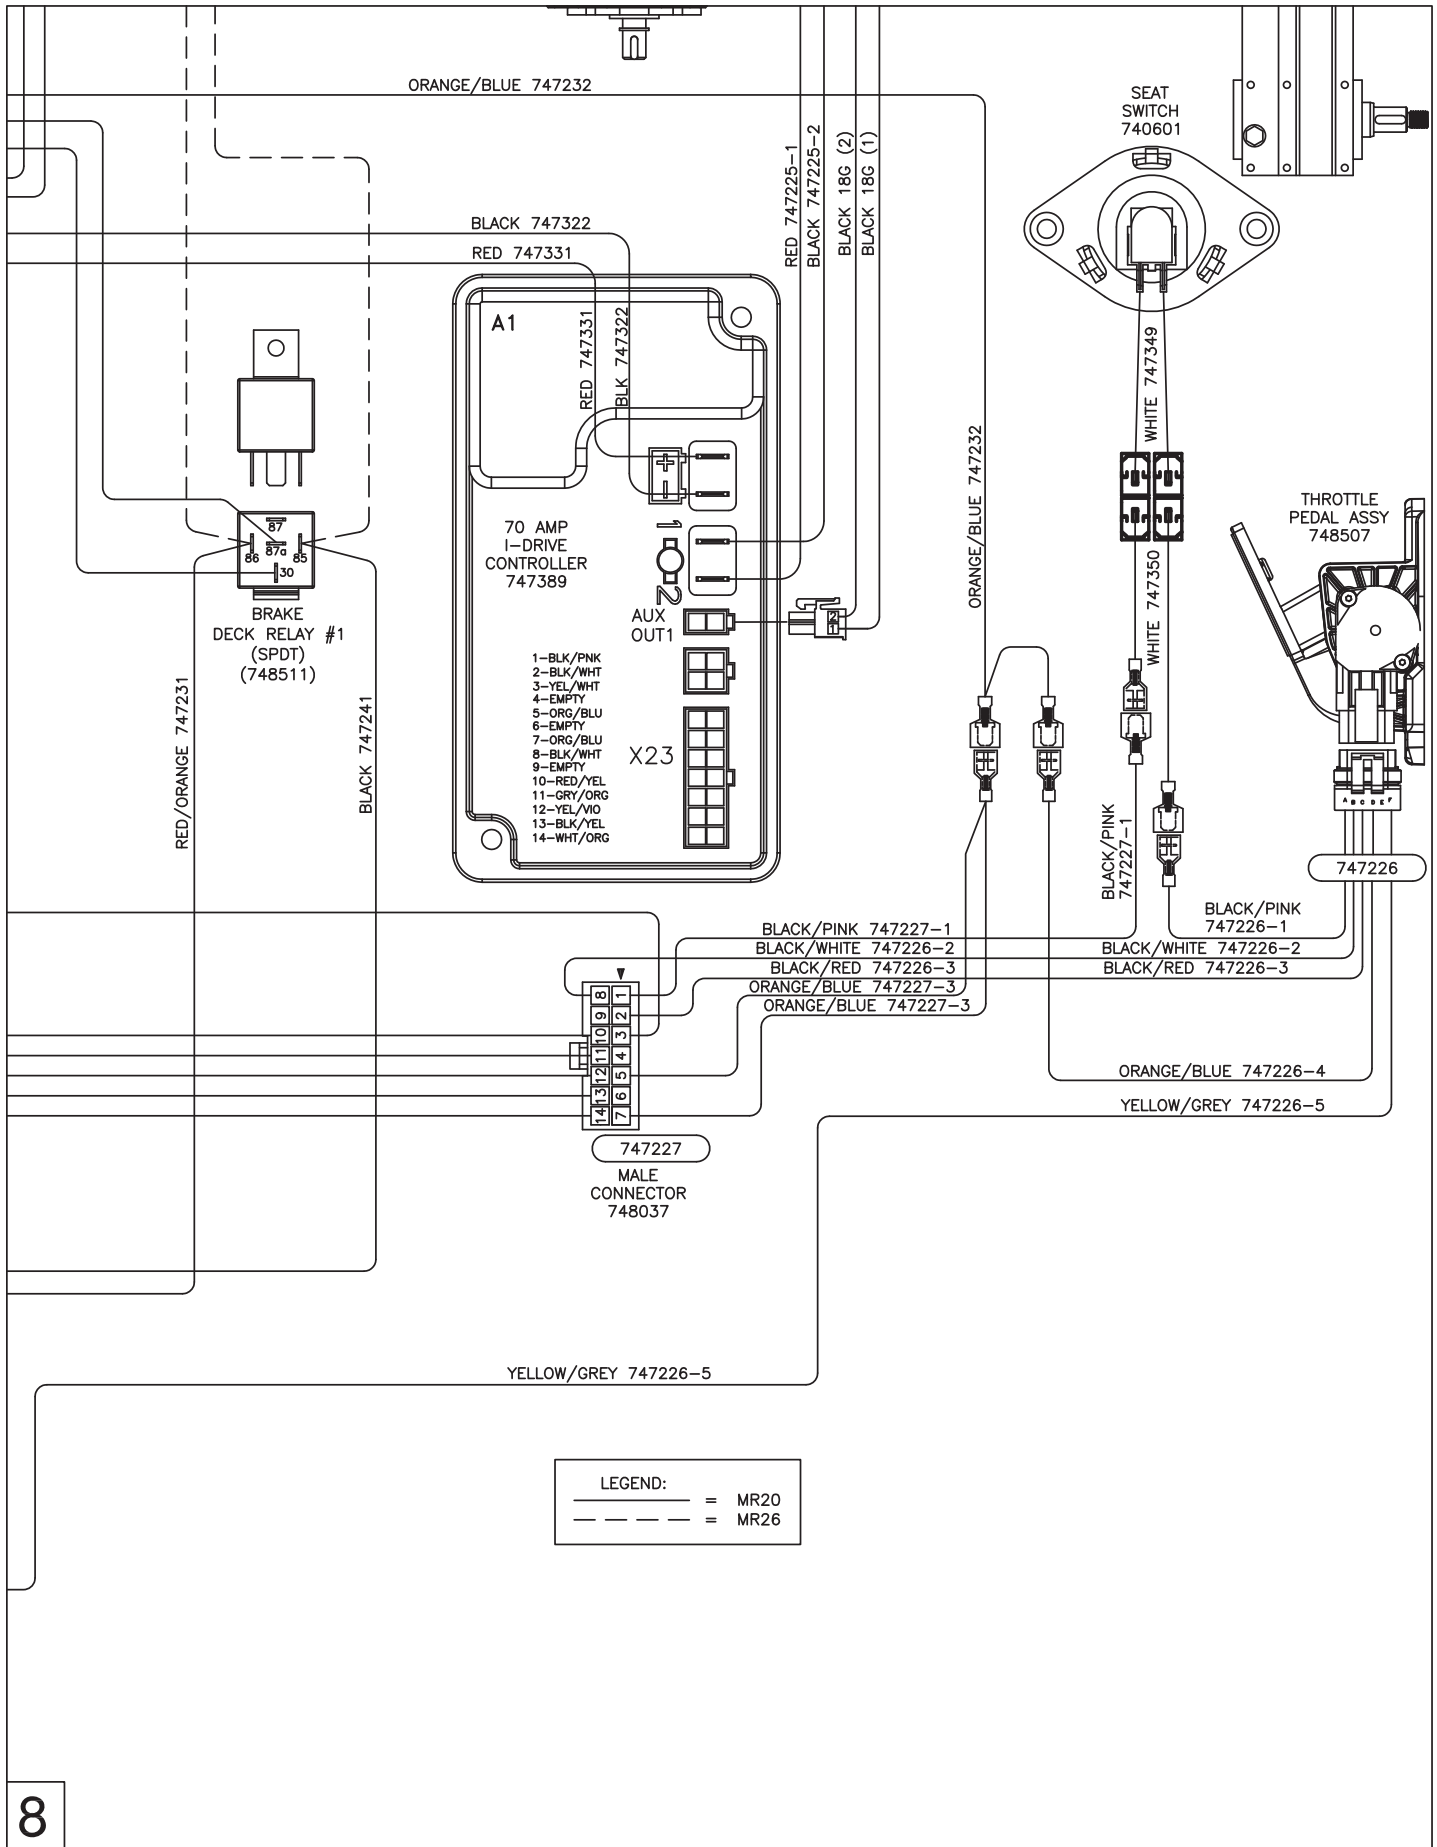 ORANGE/BLUE 747232
SEAT
SWITCH
740601
RED 747225-1
BLACK 747225-2
BLACK 18G (2)
BLACK 18G (1)
BLACK 747322
RED 747331
A1
RED 747331
BLK 747322
WHITE 747349
ORANGE/BLUE 747232
+
-
1
2
70 AMP
I-DRIVE
CONTROLLER
747389
AUX
OUT1
2
1
1-BLK/PNK
2-BLK/WHT
3-YEL/WHT
4-EMPTY
5-ORG/BLU
6-EMPTY
7-ORG/BLU
8-BLK/WHT
9-EMPTY
10-RED/YEL
11-GRY/ORG
12-YEL/VIO
13-BLK/YEL
14-WHT/ORG
X23
87
86
87a
85
30
BRAKE
DECK RELAY #1
(SPDT)
(748511)
RED/ORANGE 747231
BLACK 747241
THROTTLE
PEDAL ASSY
748507
WHITE 747350
A B C D E F
747226
BLACK/PINK
747227-1
BLACK/PINK
747226-1
BLACK/PINK 747227-1
BLACK/WHITE 747226-2
BLACK/WHITE 747226-2
BLACK/RED 747226-3
BLACK/RED 747226-3
ORANGE/BLUE 747227-3
ORANGE/BLUE 747227-3
8 1
9 2
10 3
11 4
12 5
13 6
14 7
ORANGE/BLUE 747226-4
YELLOW/GREY 747226-5
747227
MALE
CONNECTOR
748037
YELLOW/GREY 747226-5
LEGEND:
= MR20
= MR26
8